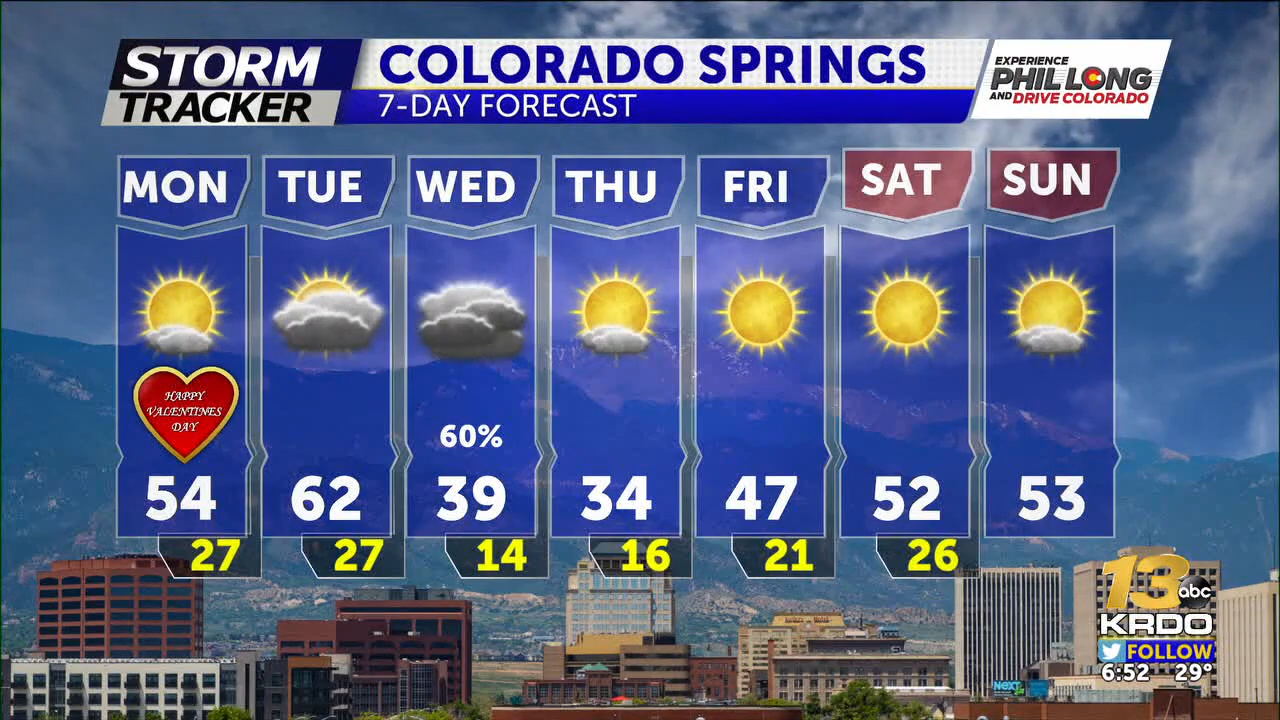 STORM
TRACKER
COLORADO SPRINGS
7-DAY FORECAST
EXPERIENCE
PHIL LONG
AND DRIVE COLORADO
MON TUE WED THU FRI SAT SUN
HAPPY
VALENTINES
DAY
60%
54 62 39 34 47 52 53
27 27 14 16 21 26
13 abc
KRDO
FOLLOW
6:52 29°
NEXT